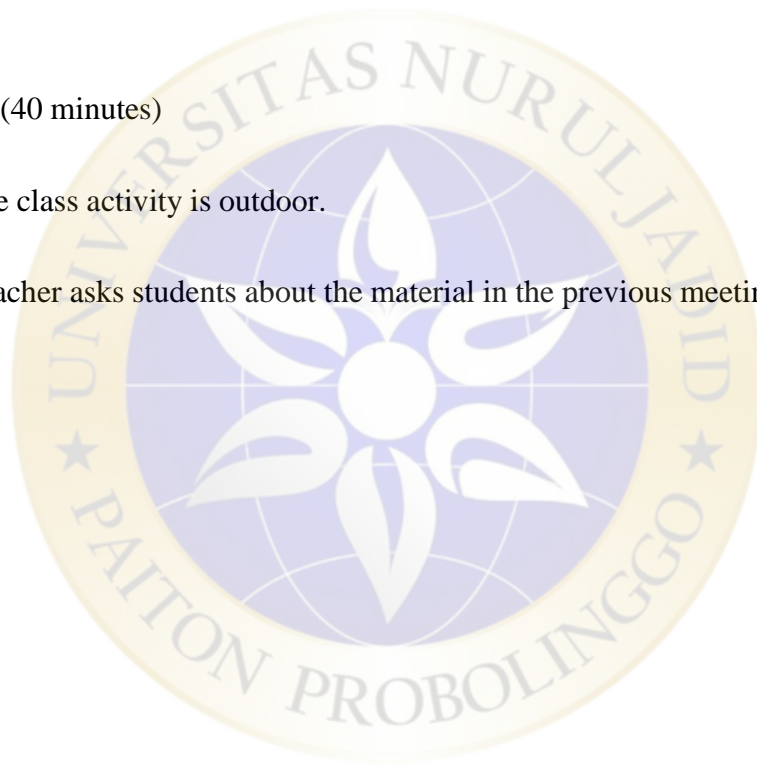 (40 minutes)
e class activity is outdoor.
acher asks students about the material in the previous meetin
UNIVERSITAS NURUL JADID
PAITON PROBOLINGGO